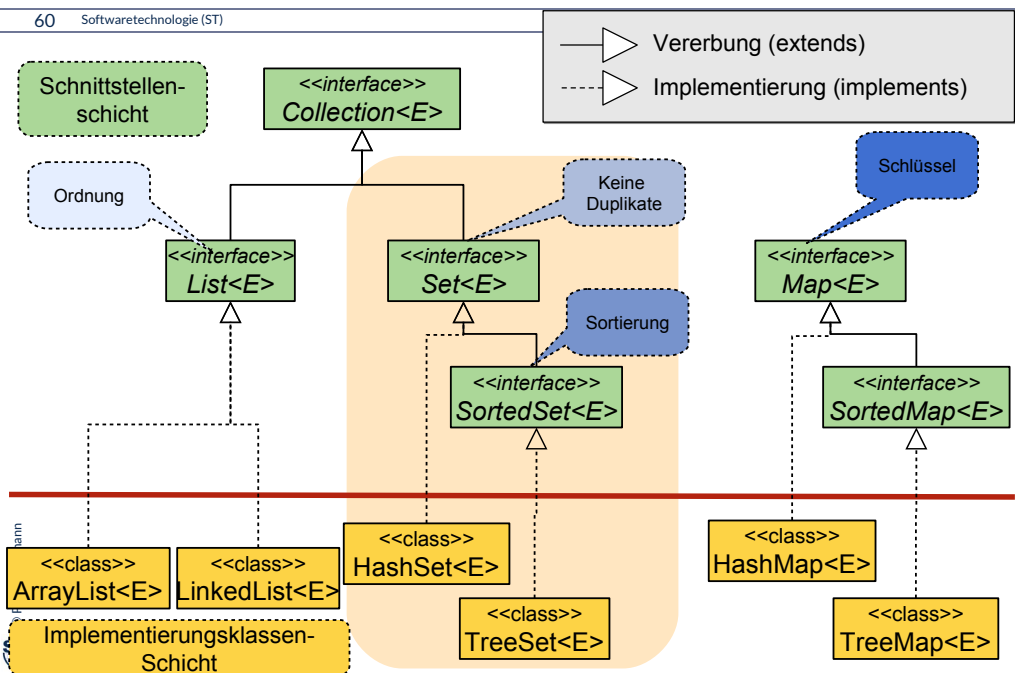 60 Softwaretechnologie (ST)
Vererbung (extends)
Implementierung (implements)
Schnittstellen-
schicht
<<interface>>
Collection<E>
Ordnung
Keine
Duplikate
Schlüssel
<<interface>>
List<E>
<<interface>>
Set<E>
<<interface>>
Map<E>
Sortierung
<<interface>>
SortedSet<E>
<<interface>>
SortedMap<E>
<<class>>
ArrayList<E>
<<class>>
LinkedList<E>
<<class>>
HashSet<E>
<<class>>
HashMap<E>
<<class>>
TreeSet<E>
<<class>>
TreeMap<E>
Implementierungsklassen-
Schicht